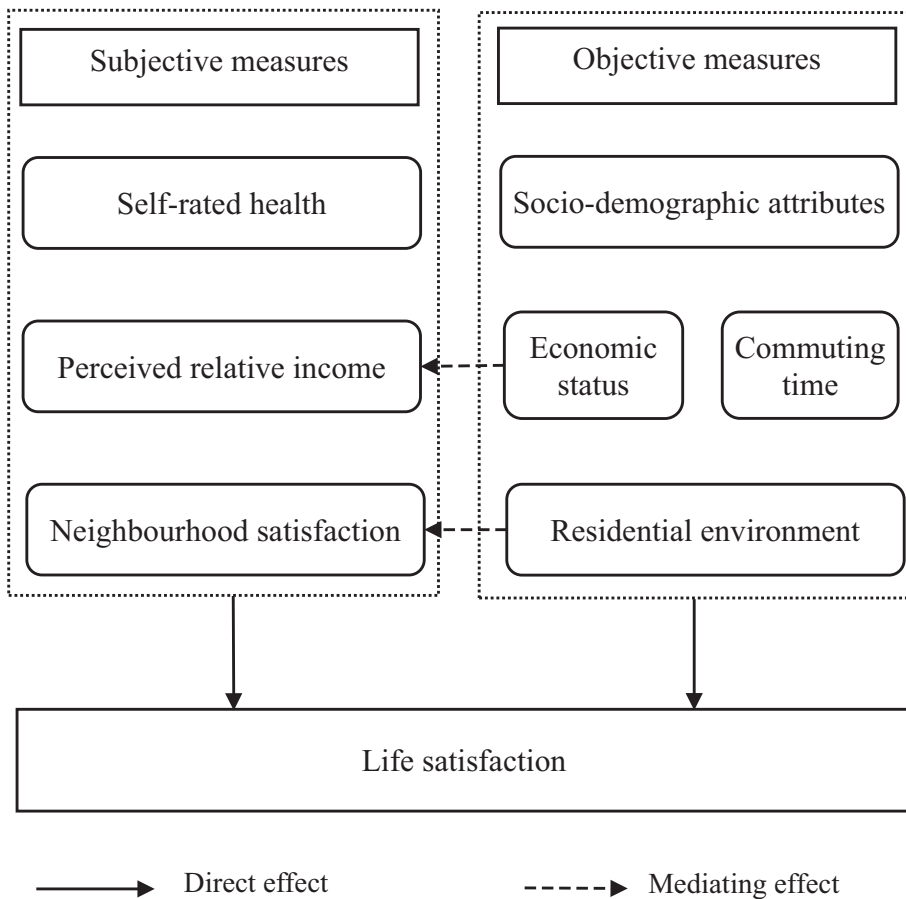 Subjective measures
Objective measures
Self-rated health
Socio-demographic attributes
Perceived relative income
Economic
status
Commuting
time
Neighbourhood satisfaction
Residential environment
Life satisfaction
Direct effect
Mediating effect